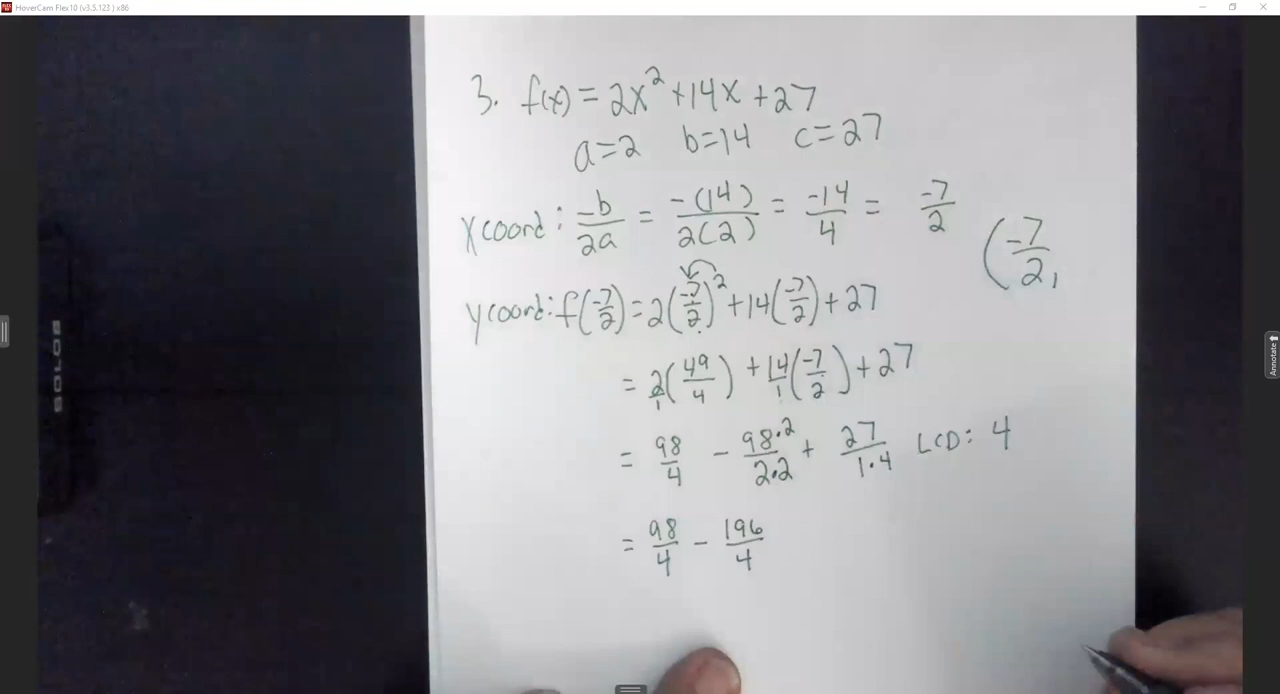 HoverCam Flex10 (v3.5.123 ) x86
3. f(x) = 2x² + 14x + 27
a=2 b=14 c=27
x coord: -b/2a = -(14)/2(2) = -14/4 = -7/2
(-7/2,
y coord: f(-7/2) = 2(-7/2)² + 14(-7/2) + 27
= 2/1(49/4) + 14/1(-7/2) + 27
= 98/4 - 98·2/2·2 + 27/1·4 LCD: 4
= 98/4 - 196/4
Annotate